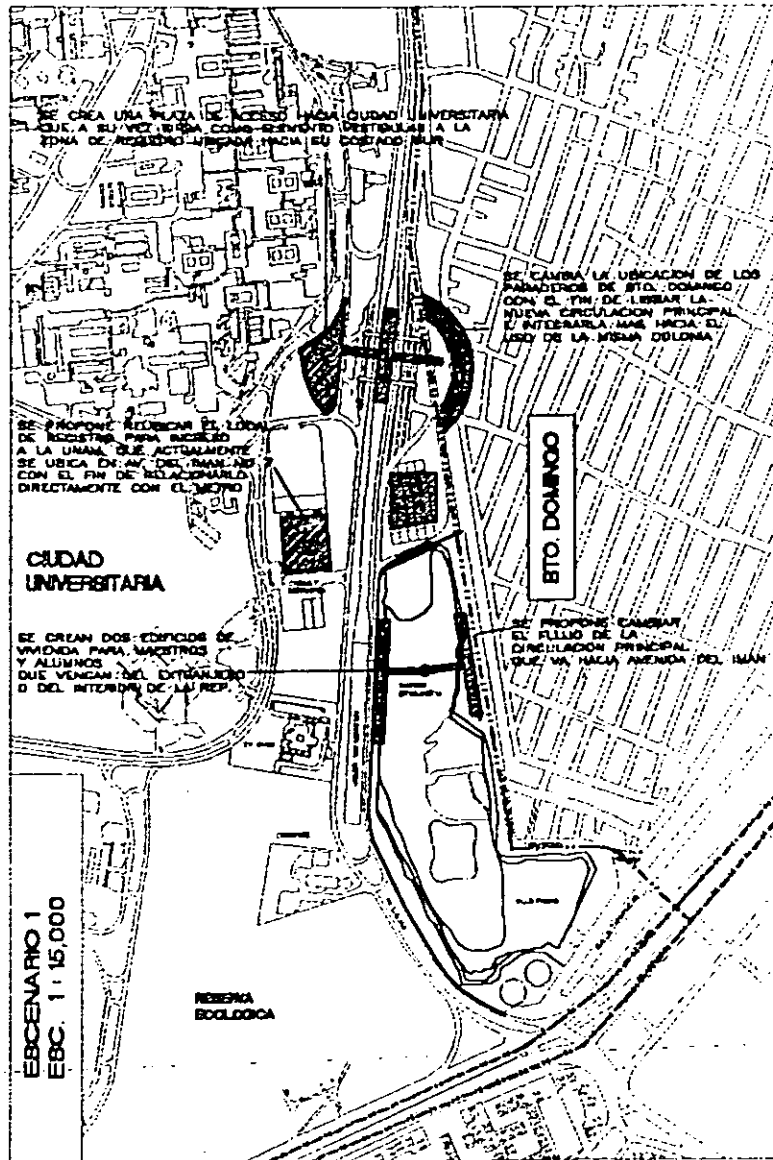 SE CREA UNA PLAZA DE ACCESO HACIA CIUDAD UNIVERSITARIA
QUE A SU VEZ SIRVA COMO ELEMENTO VESTIBULAR A LA
ZONA DE REGISTRO UBICADA HACIA SU COSTADO SUR
SE CAMBIA LA UBICACION DE LOS
PARADEROS DE STO. DOMINGO
CON EL FIN DE LIBRAR LA
NUEVA CIRCULACION PRINCIPAL
E INTEGRARLA MAS HACIA EL
USO DE LA MISMA COLONIA
SE PROPONE REUBICAR EL LOCAL
DE REGISTRO PARA INGRESO
A LA UNAM, QUE ACTUALMENTE
SE UBICA EN AV. DEL IMAN
CON EL FIN DE RELACIONARLO
DIRECTAMENTE CON EL METRO
STO. DOMINGO
CIUDAD
UNIVERSITARIA
SE CREAN DOS EDIFICIOS DE
VIVIENDA PARA MAESTROS
Y ALUMNOS
QUE VENGAN DEL EXTRANJERO
O DEL INTERIOR DE LA REP.
SE PROPONE CAMBIAR
EL FLUJO DE LA
CIRCULACION PRINCIPAL
QUE VA HACIA AVENIDA DEL IMAN
TV UNAM
RESERVA
ECOLOGICA
ESCENARIO 1
ESC. 1 : 15,000